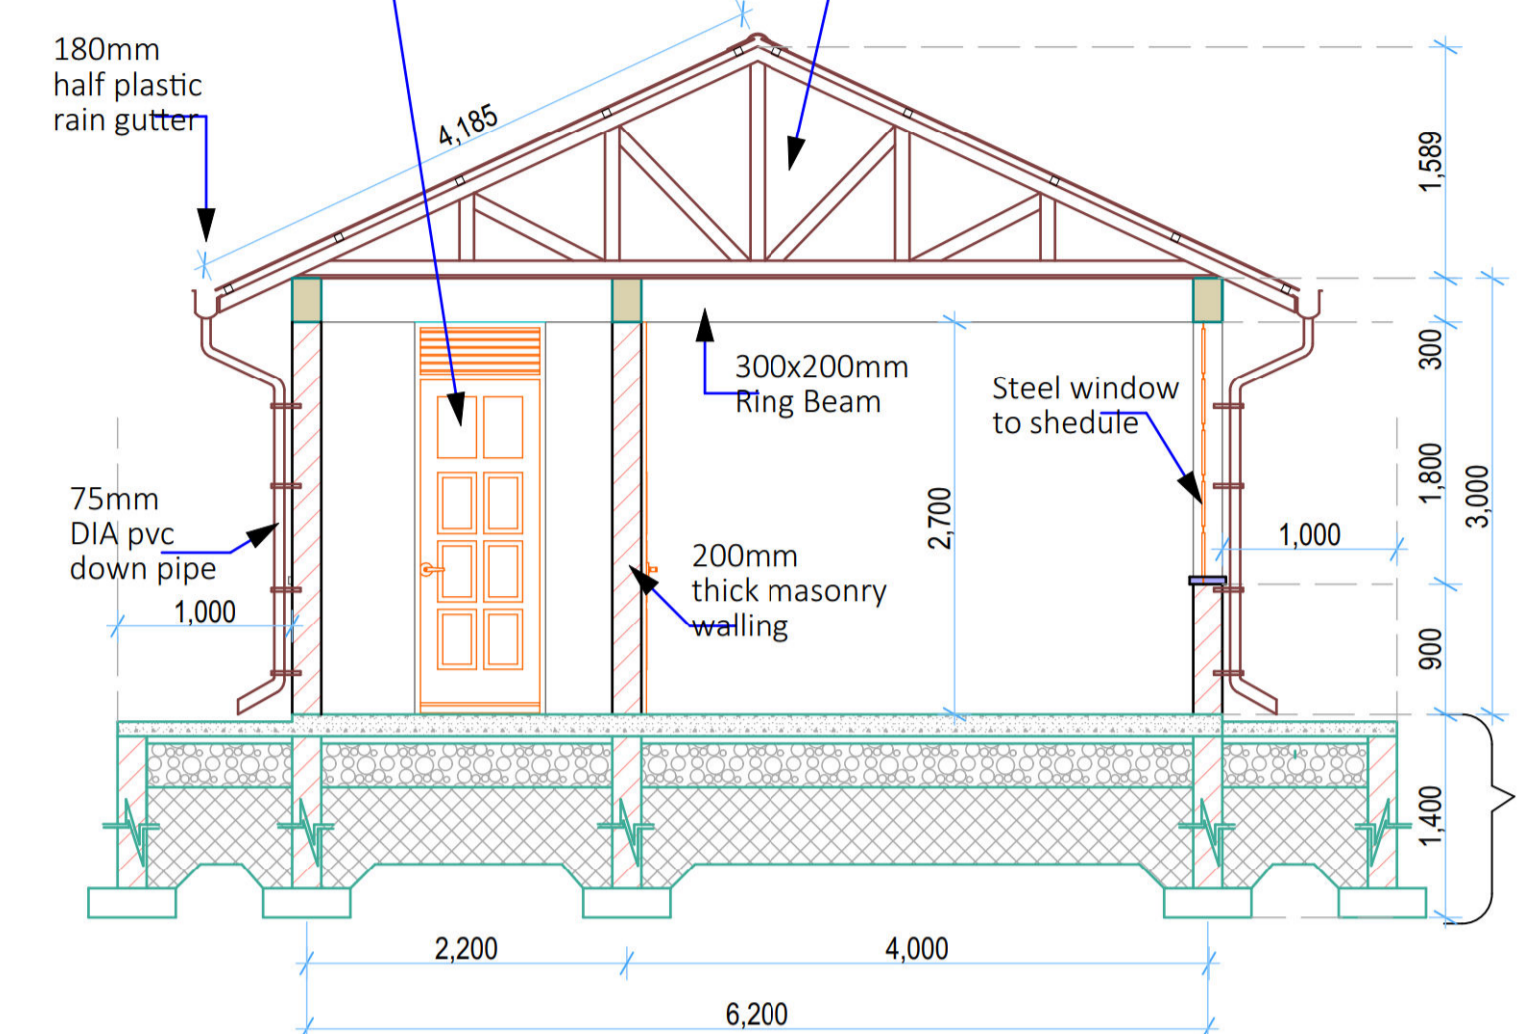 180mm
half plastic
rain gutter
4,185
1,589
300x200mm
Ring Beam
Steel window
to shedule
300
1,800
3,000
2,700
75mm
DIA pvc
down pipe
1,000
1,000
200mm
thick masonry
walling
900
1,400
2,200
4,000
6,200